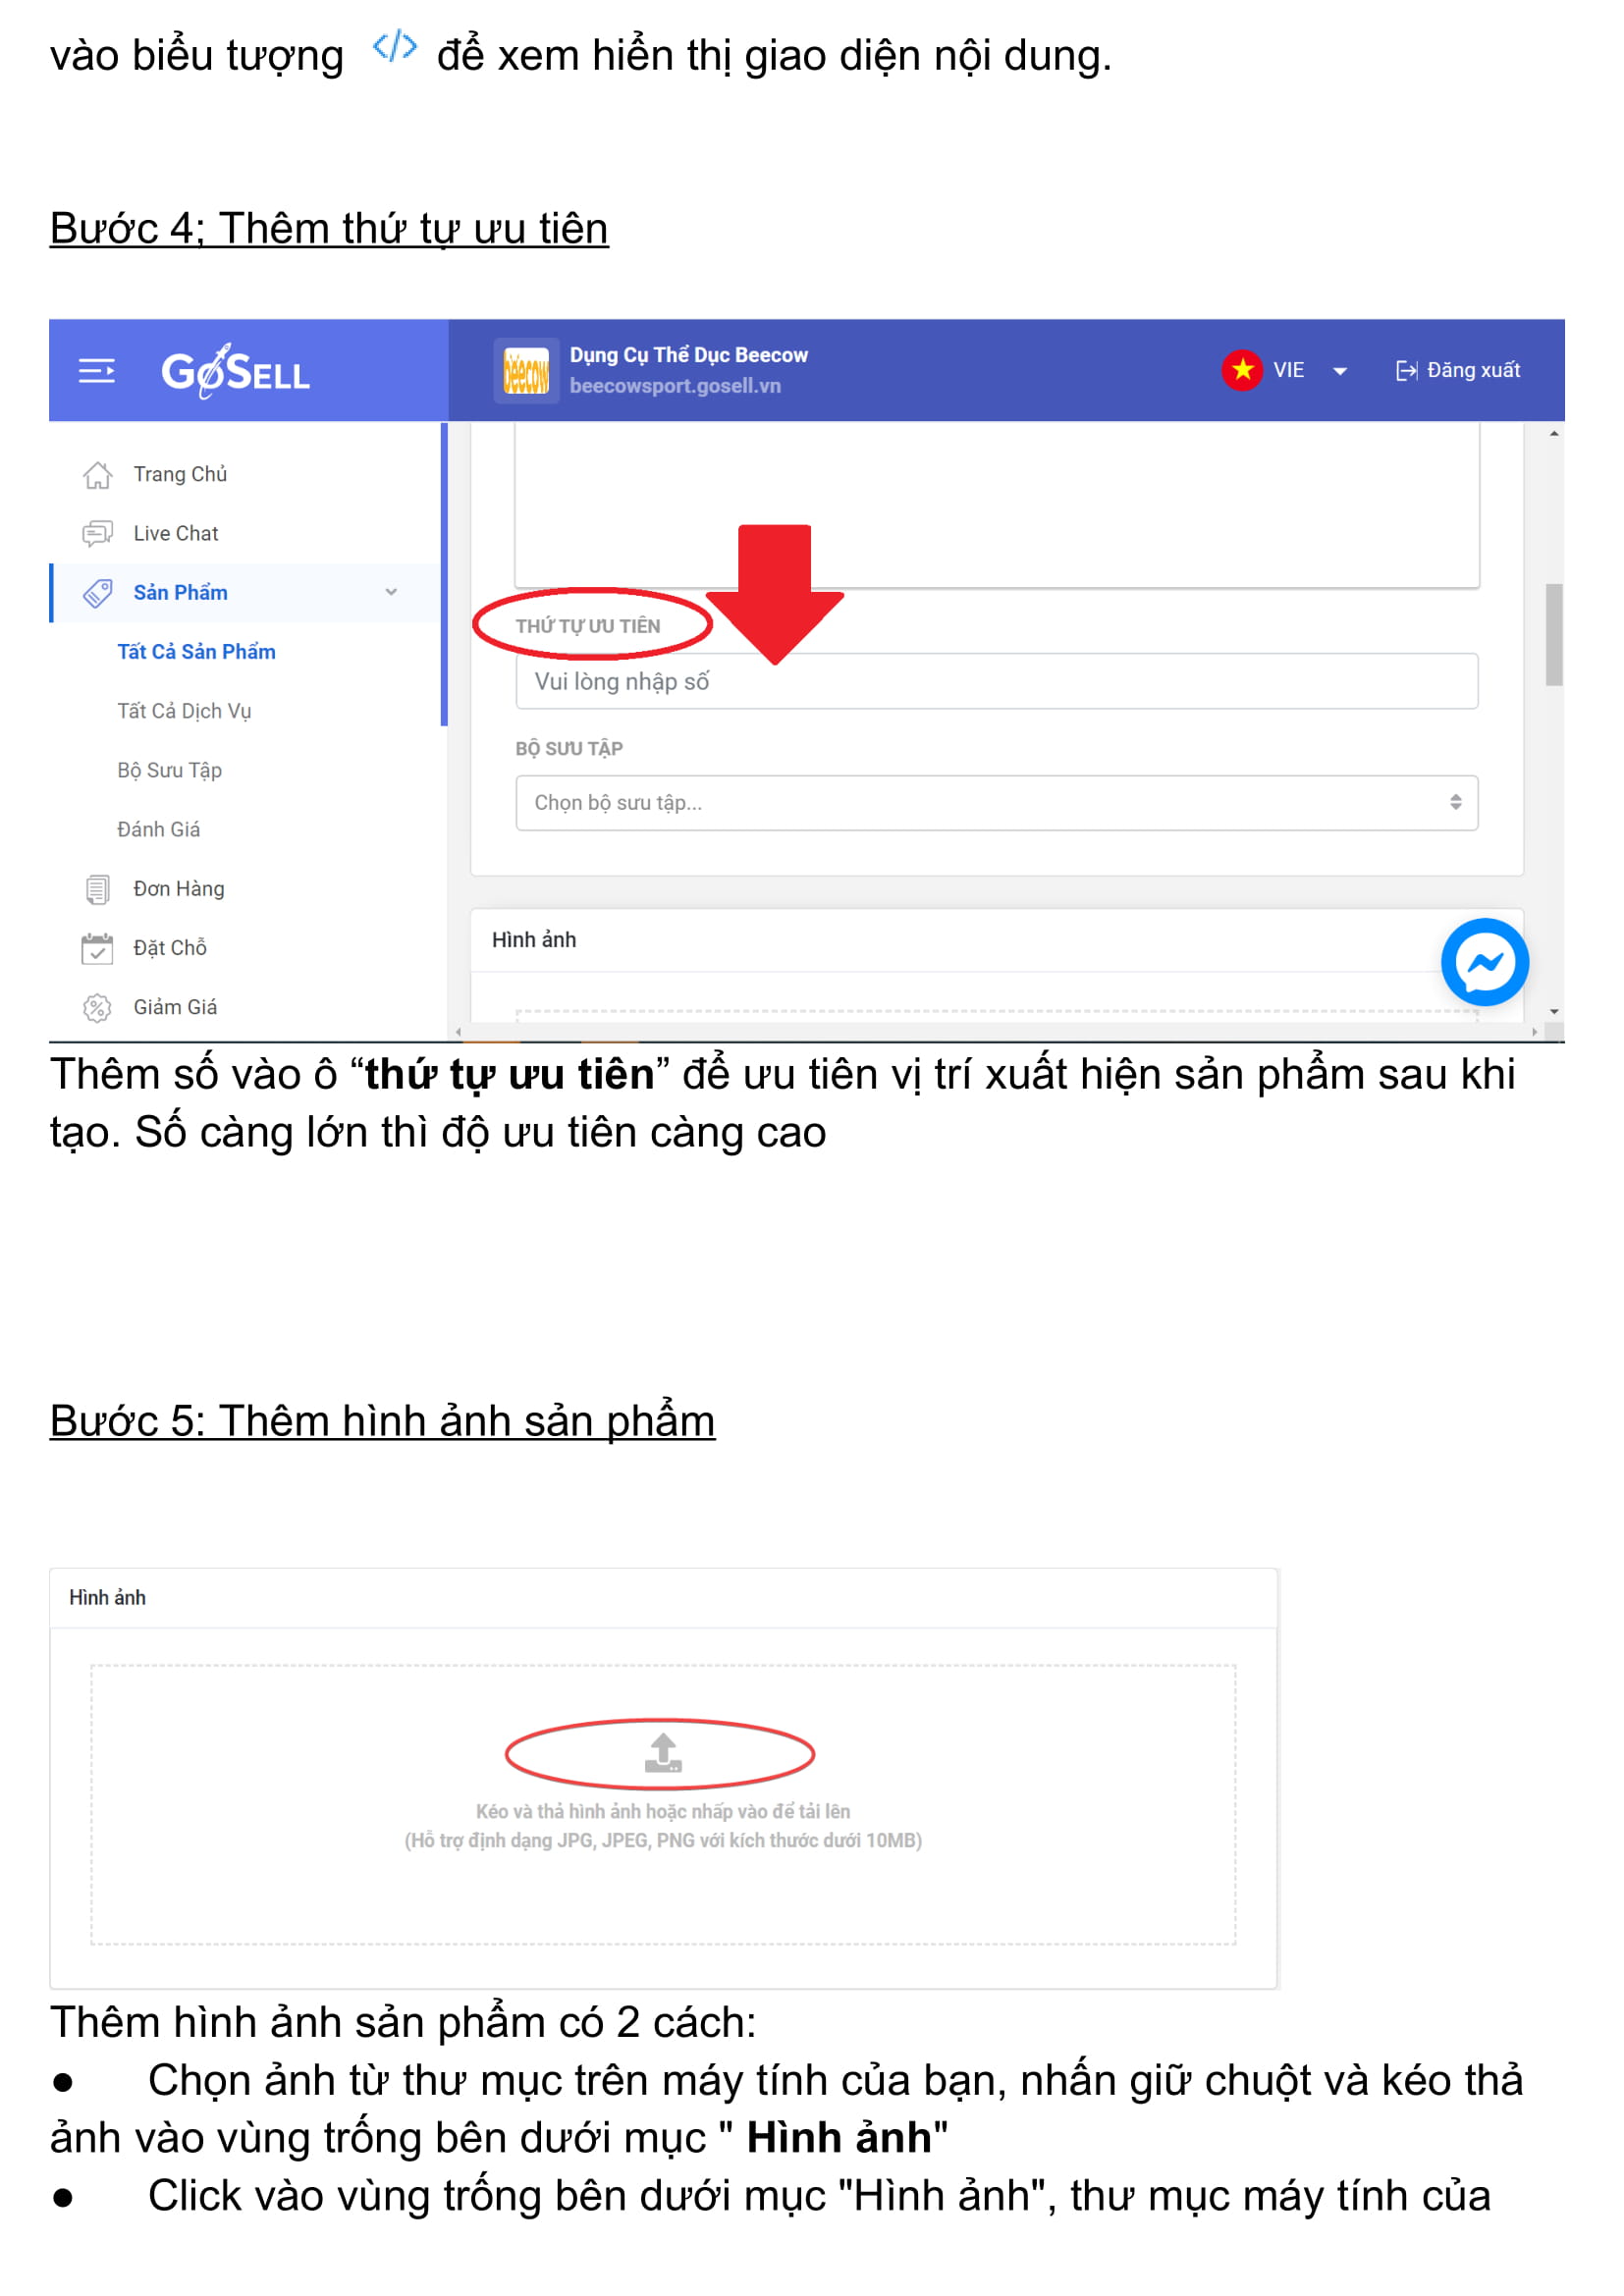 vào biểu tượng </> để xem hiển thị giao diện nội dung.
Bước 4; Thêm thứ tự ưu tiên
GoSELL
beecow
Dụng Cụ Thể Dục Beecow
beecowsport.gosell.vn
VIE
Đăng xuất
Trang Chủ
Live Chat
Sản Phẩm
Tất Cả Sản Phẩm
Tất Cả Dịch Vụ
Bộ Sưu Tập
Đánh Giá
Đơn Hàng
Đặt Chỗ
Giảm Giá
THỨ TỰ ƯU TIÊN
Vui lòng nhập số
BỘ SƯU TẬP
Chọn bộ sưu tập...
Hình ảnh
Thêm số vào ô “thứ tự ưu tiên” để ưu tiên vị trí xuất hiện sản phẩm sau khi
tạo. Số càng lớn thì độ ưu tiên càng cao
Bước 5: Thêm hình ảnh sản phẩm
Hình ảnh
Kéo và thả hình ảnh hoặc nhấp vào để tải lên
(Hỗ trợ định dạng JPG, JPEG, PNG với kích thước dưới 10MB)
Thêm hình ảnh sản phẩm có 2 cách:
● Chọn ảnh từ thư mục trên máy tính của bạn, nhấn giữ chuột và kéo thả
ảnh vào vùng trống bên dưới mục " Hình ảnh"
● Click vào vùng trống bên dưới mục "Hình ảnh", thư mục máy tính của